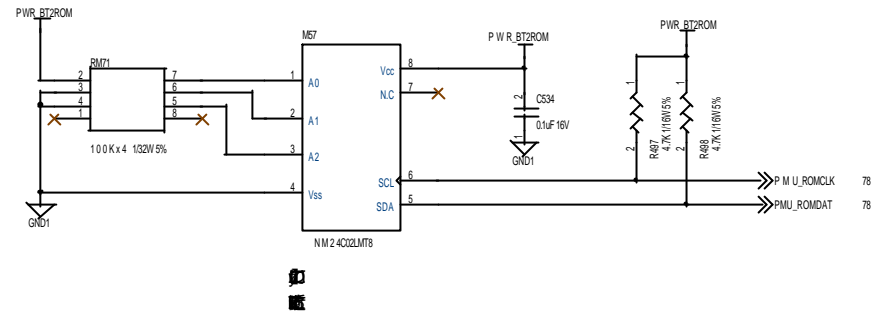 PWR_BT2ROM
RM71
2 7
3 6
4 5
1 8
100Kx4 1/32W 5%
GND1
M57
1 A0
2 A1
3 A2
4 Vss
Vcc 8
N.C 7
SCL 6
SDA 5
NM24C02LMT8
PWR_BT2ROM
2
C534
0.1uF 16V
1
GND1
PWR_BT2ROM
1
2
R497
4.7K 1/16W 5%
1
2
R498
4.7K 1/16W 5%
PMU_ROMCLK 78
PMU_ROMDAT 78